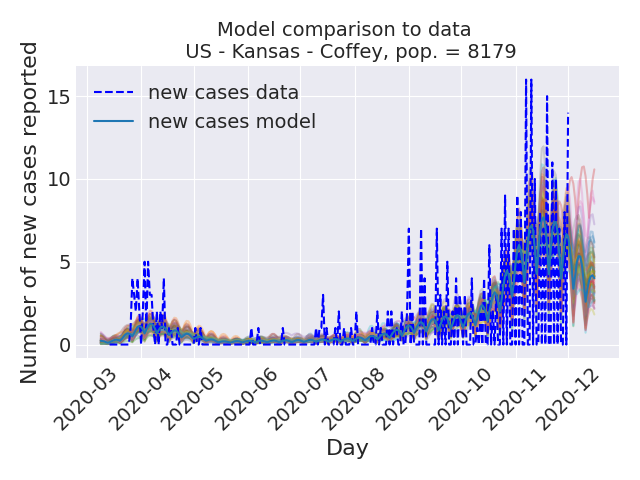 Model comparison to data
US - Kansas - Coffey, pop. = 8179
Number of new cases reported
15
10
5
0
new cases data
new cases model
2020-03
2020-04
2020-05
2020-06
2020-07
2020-08
2020-09
2020-10
2020-11
2020-12
Day